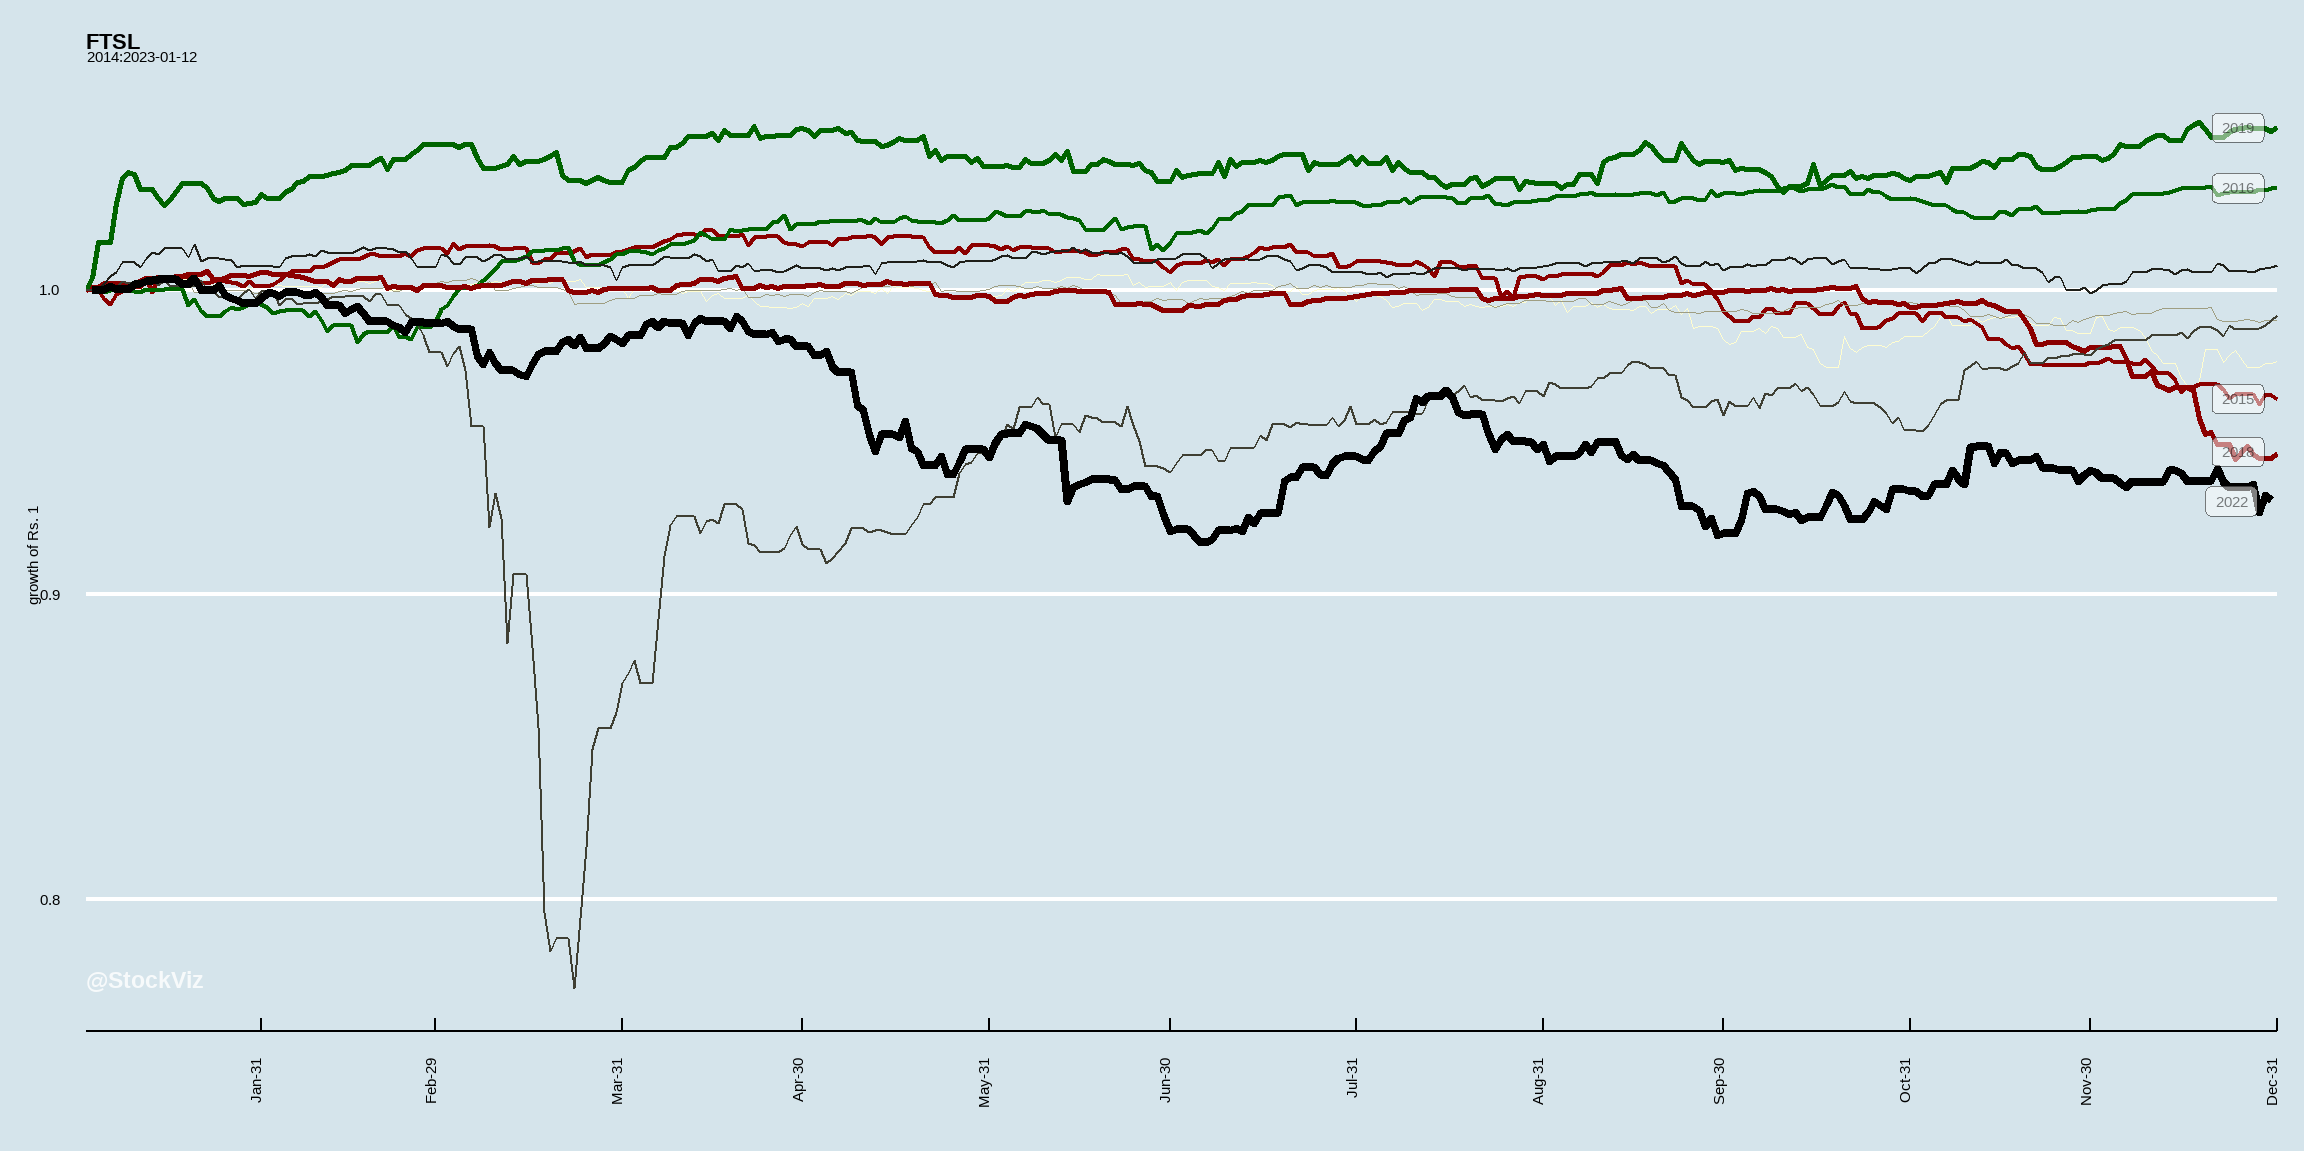 FTSL
2014:2023-01-12
growth of Rs. 1
1.0
0.9
0.8
2019
2016
2015
2018
2022
@StockViz
Jan-31
Feb-29
Mar-31
Apr-30
May-31
Jun-30
Jul-31
Aug-31
Sep-30
Oct-31
Nov-30
Dec-31